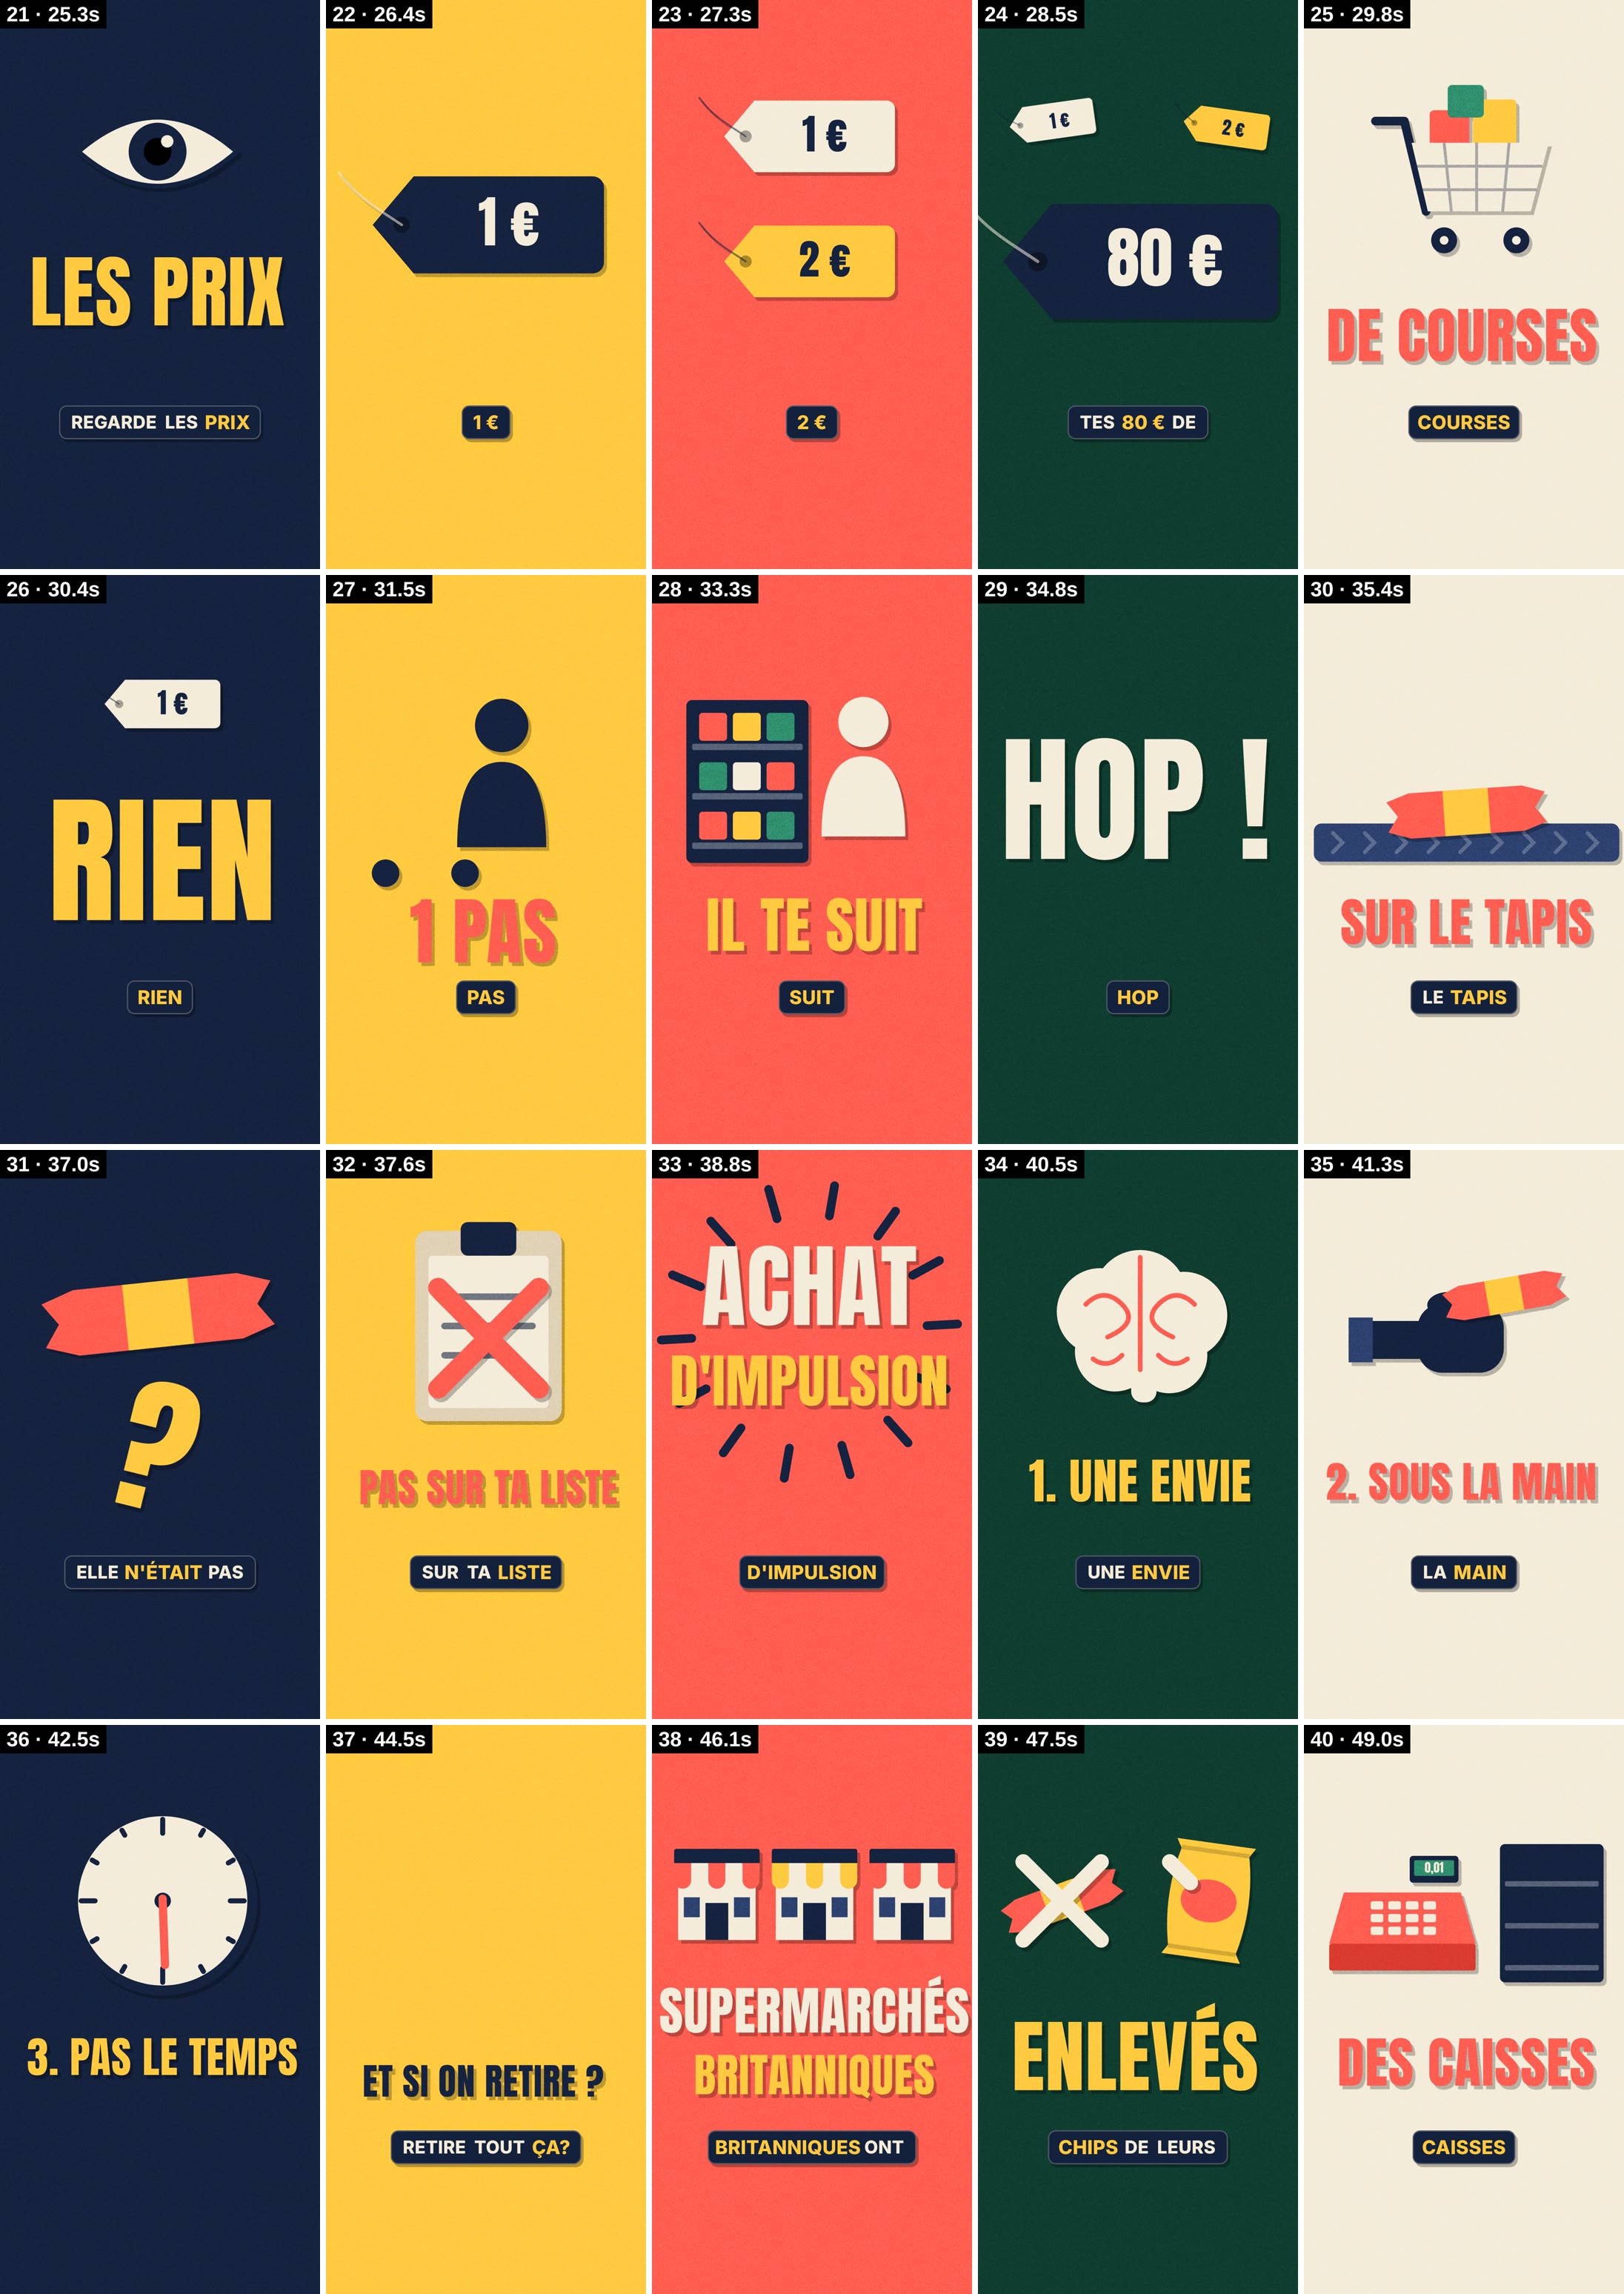 21 · 25.3s
LES PRIX
REGARDE LES PRIX
22 · 26.4s
1 €
1 €
23 · 27.3s
1 €
2 €
2 €
24 · 28.5s
1 €
2 €
80 €
TES 80 € DE
25 · 29.8s
DE COURSES
COURSES
26 · 30.4s
1 €
RIEN
RIEN
27 · 31.5s
1 PAS
PAS
28 · 33.3s
IL TE SUIT
SUIT
29 · 34.8s
HOP !
HOP
30 · 35.4s
SUR LE TAPIS
LE TAPIS
31 · 37.0s
?
ELLE N'ÉTAIT PAS
32 · 37.6s
PAS SUR TA LISTE
SUR TA LISTE
33 · 38.8s
ACHAT
D'IMPULSION
D'IMPULSION
34 · 40.5s
1. UNE ENVIE
UNE ENVIE
35 · 41.3s
2. SOUS LA MAIN
LA MAIN
36 · 42.5s
3. PAS LE TEMPS
37 · 44.5s
ET SI ON RETIRE ?
RETIRE TOUT ÇA?
38 · 46.1s
SUPERMARCHÉS
BRITANNIQUES
BRITANNIQUES ONT
39 · 47.5s
ENLEVÉS
CHIPS DE LEURS
40 · 49.0s
0,01
DES CAISSES
CAISSES